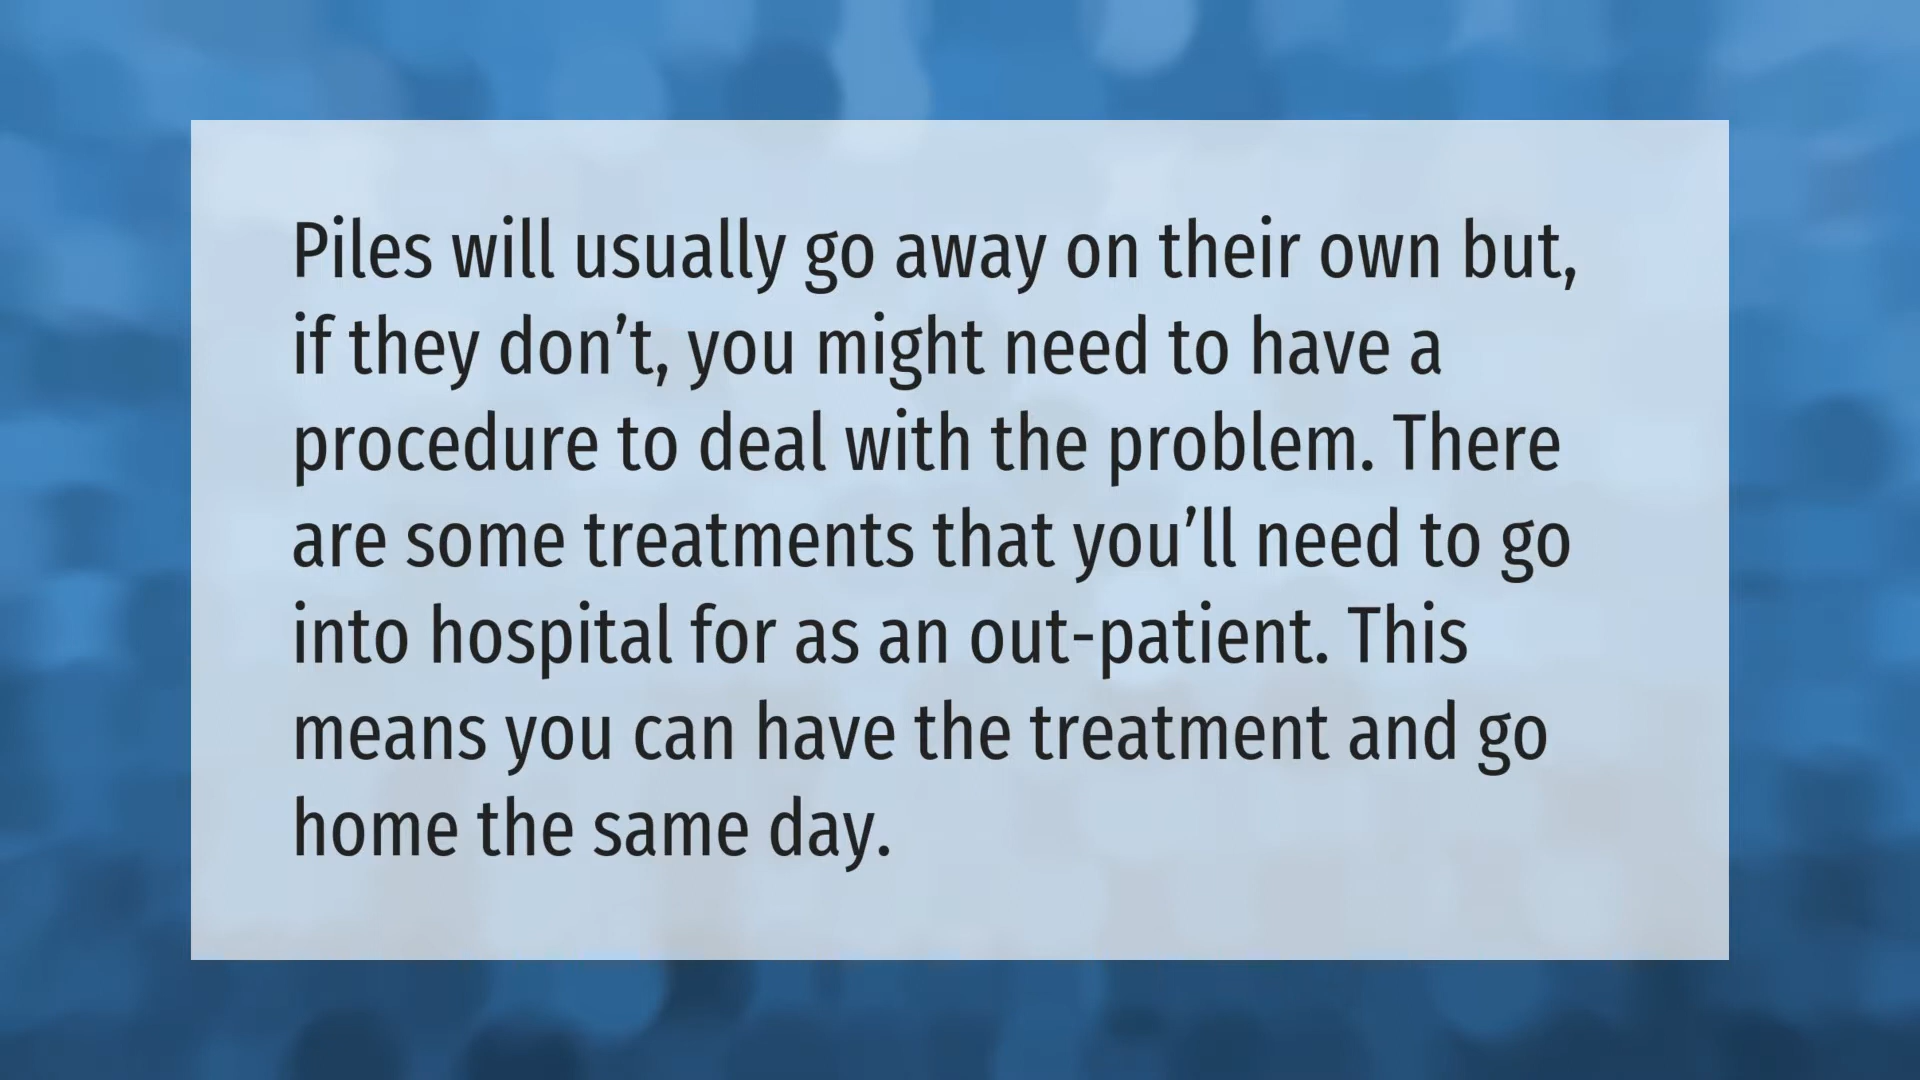 Piles will usually go away on their own but,
if they don’t, you might need to have a
procedure to deal with the problem. There
are some treatments that you’ll need to go
into hospital for as an out-patient. This
means you can have the treatment and go
home the same day.